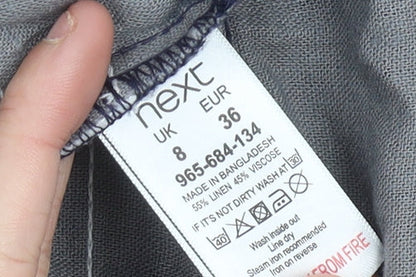 next
UK EUR
8 36
965-684-134
MADE IN BANGLADESH
55% LINEN 45% VISCOSE
IF IT'S NOT DIRTY WASH AT 30
40
Wash inside out
Line dry
Steam iron recommended
Iron on reverse
FROM FIRE